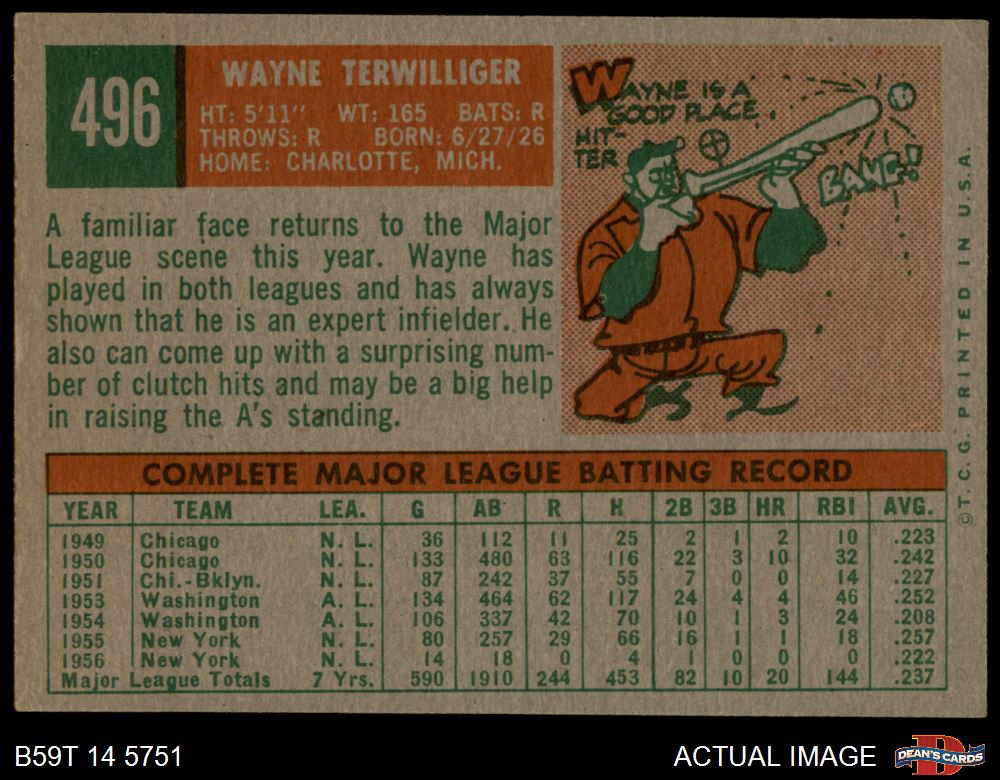 496
WAYNE TERWILLIGER
HT: 5'11" WT: 165 BATS: R
THROWS: R BORN: 6/27/26
HOME: CHARLOTTE, MICH.
WAYNE IS A
GOOD PLACE
HIT-
TER
BANG!
A familiar face returns to the Major
League scene this year. Wayne has
played in both leagues and has always
shown that he is an expert infielder. He
also can come up with a surprising num-
ber of clutch hits and may be a big help
in raising the A's standing.
COMPLETE MAJOR LEAGUE BATTING RECORD
YEAR TEAM LEA. G AB R H 2B 3B HR RBI AVG.
1949 Chicago N. L. 36 112 11 25 2 1 2 10 .223
1950 Chicago N. L. 133 480 63 116 22 3 10 32 .242
1951 Chi.-Bklyn. N. L. 87 242 37 55 7 0 0 14 .227
1953 Washington A. L. 134 464 62 117 24 4 4 46 .252
1954 Washington A. L. 106 337 42 70 10 1 3 24 .208
1955 New York N. L. 80 257 29 66 16 1 1 18 .257
1956 New York N. L. 14 18 0 4 1 0 0 0 .222
Major League Totals 7 Yrs. 590 1910 244 453 82 10 20 144 .237
©T.C.G. PRINTED IN U.S.A.
B59T 14 5751
ACTUAL IMAGE
DEAN'S CARDS